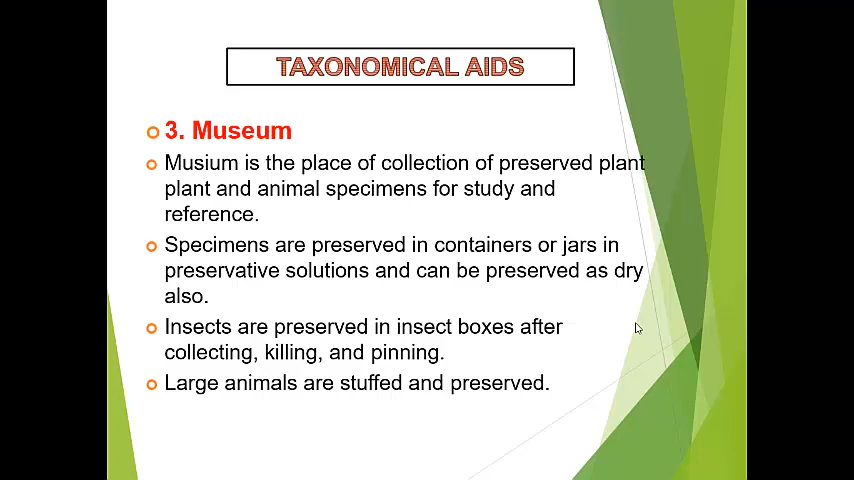 TAXONOMICAL AIDS
3. Museum
Musium is the place of collection of preserved plant
plant and animal specimens for study and
reference.
Specimens are preserved in containers or jars in
preservative solutions and can be preserved as dry
also.
Insects are preserved in insect boxes after
collecting, killing, and pinning.
Large animals are stuffed and preserved.